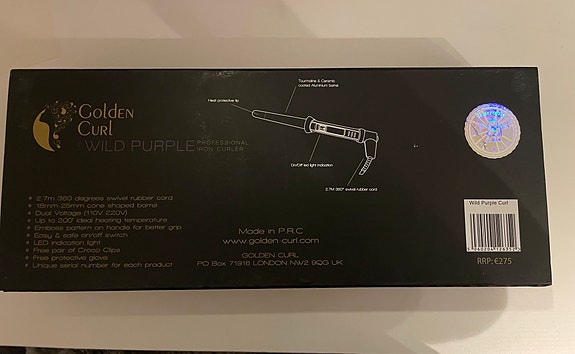 Tourmaline & Ceramic
coated Aluminium barrel
Heat protective tip
GOLDEN
CURL
WILD PURPLE PROFESSIONAL
IRON CURLER
On/Off led light indication
2.7M 360° swivel rubber cord
2.7m 360 degrees swivel rubber cord
18mm-25mm cone shaped barrel
Dual Voltage (110V 220V)
Up to 200° ideal hearing temperature
Emboss pattern on handle for better grip
Easy & safe on/off switch
LED indication light
Free pair of Croco Clips
Free protective glove
Unique serial number for each product
Made in P.R.C
www.golden-curl.com
GOLDEN CURL
PO Box 71916 LONDON NW2 9QG UK
Wild Purple Curl
RRP: €275